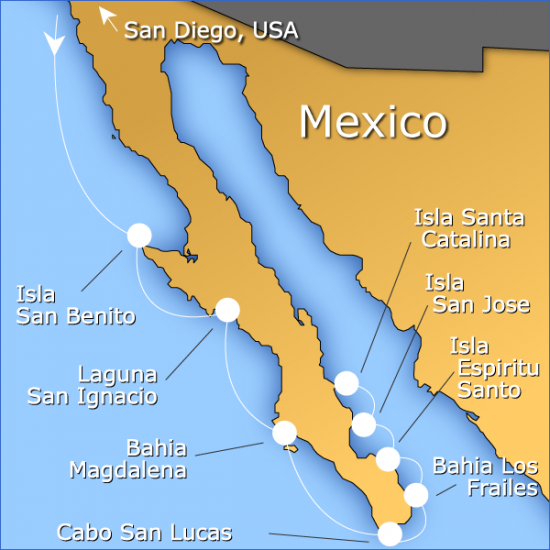 San Diego, USA
Mexico
Isla Santa
Catalina
Isla
San Jose
Isla
San Benito
Isla
Espiritu
Santo
Laguna
San Ignacio
Bahia
Magdalena
Bahia Los
Frailes
Cabo San Lucas